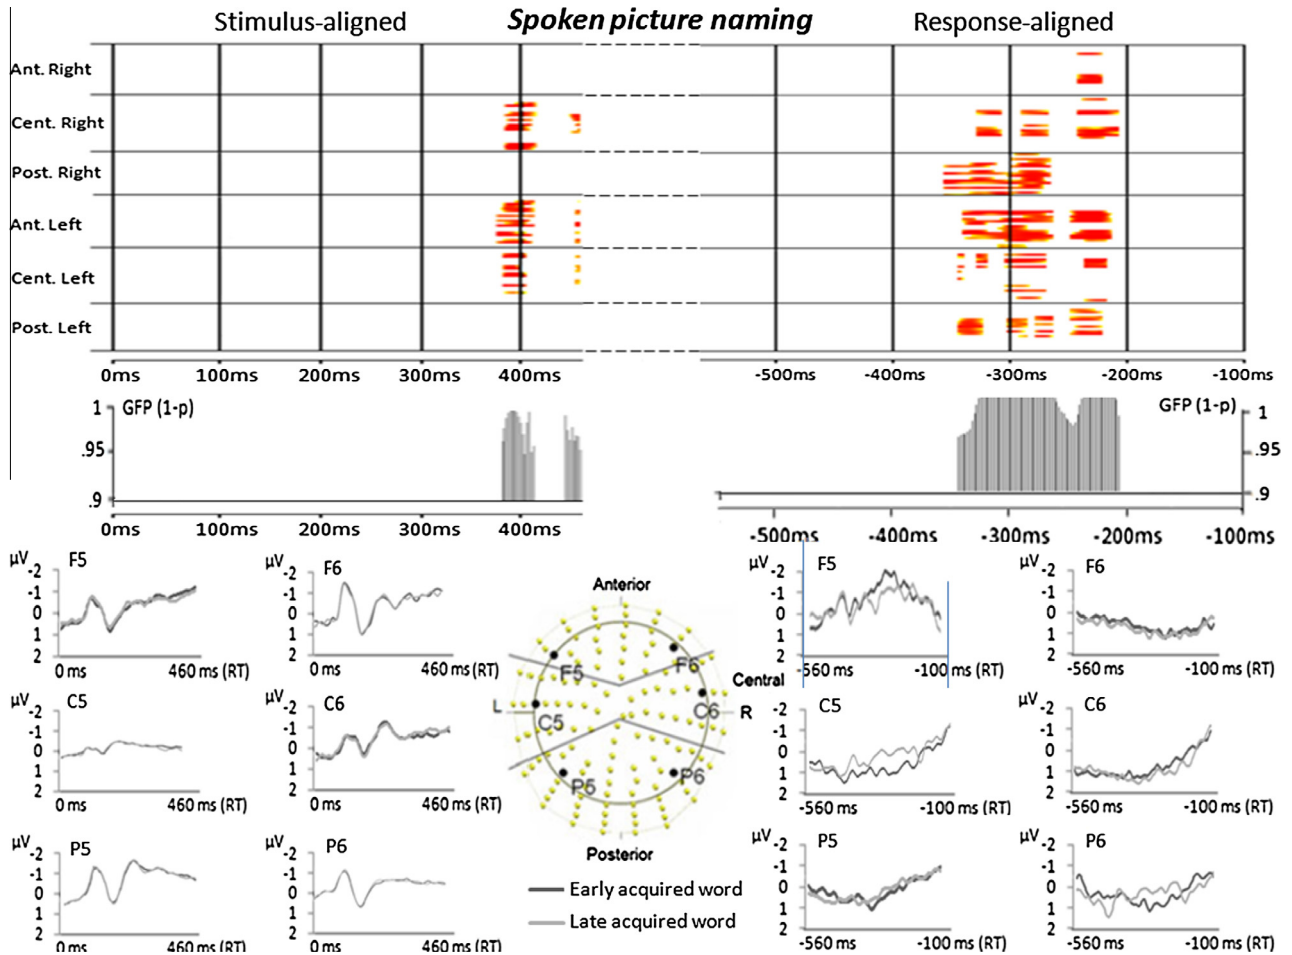 Stimulus-aligned Spoken picture naming Response-aligned
Ant. Right
Cent. Right
Post. Right
Ant. Left
Cent. Left
Post. Left
0ms 100ms 200ms 300ms 400ms -500ms -400ms -300ms -200ms -100ms
1 GFP (1-p) GFP (1-p) 1
.95 .95
.9 .9
0ms 100ms 200ms 300ms 400ms -500ms -400ms -300ms -200ms -100ms
µV -2 F5 µV -2 F6 Anterior µV -2 F5 µV -2 F6
-1 -1 -1 -1
0 0 0 0
1 1 1 1
2 2 2 2
0 ms 460 ms (RT) 0 ms 460 ms (RT) -560 ms -100 ms (RT) -560 ms -100 ms (RT)
F5 F6
Central
L C5 C6 R
P5 P6
Posterior
µV -2 C5 µV -2 C6 µV -2 C5 µV -2 C6
-1 -1 -1 -1
0 0 0 0
1 1 1 1
2 2 2 2
0 ms 460 ms (RT) 0 ms 460 ms (RT) -560 ms -100 ms (RT) -560 ms -100 ms (RT)
µV -2 P5 µV -2 P6 µV -2 P5 µV -2 P6
-1 -1 -1 -1
0 0 0 0
1 1 1 1
2 2 2 2
0 ms 460 ms (RT) 0 ms 460 ms (RT) -560 ms -100 ms (RT) -560 ms -100 ms (RT)
Early acquired word
Late acquired word